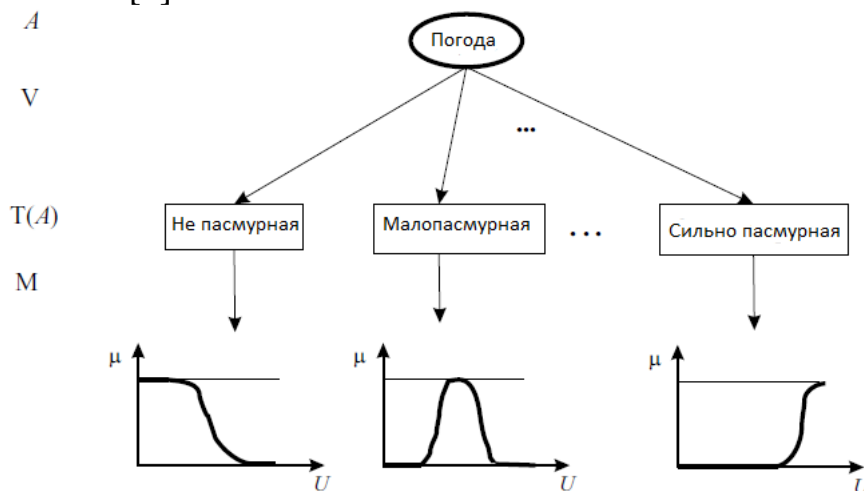 A
Погода
V
...
T(A)
Не пасмурная
Малопасмурная
...
Сильно пасмурная
M
μ
U
μ
U
μ
U